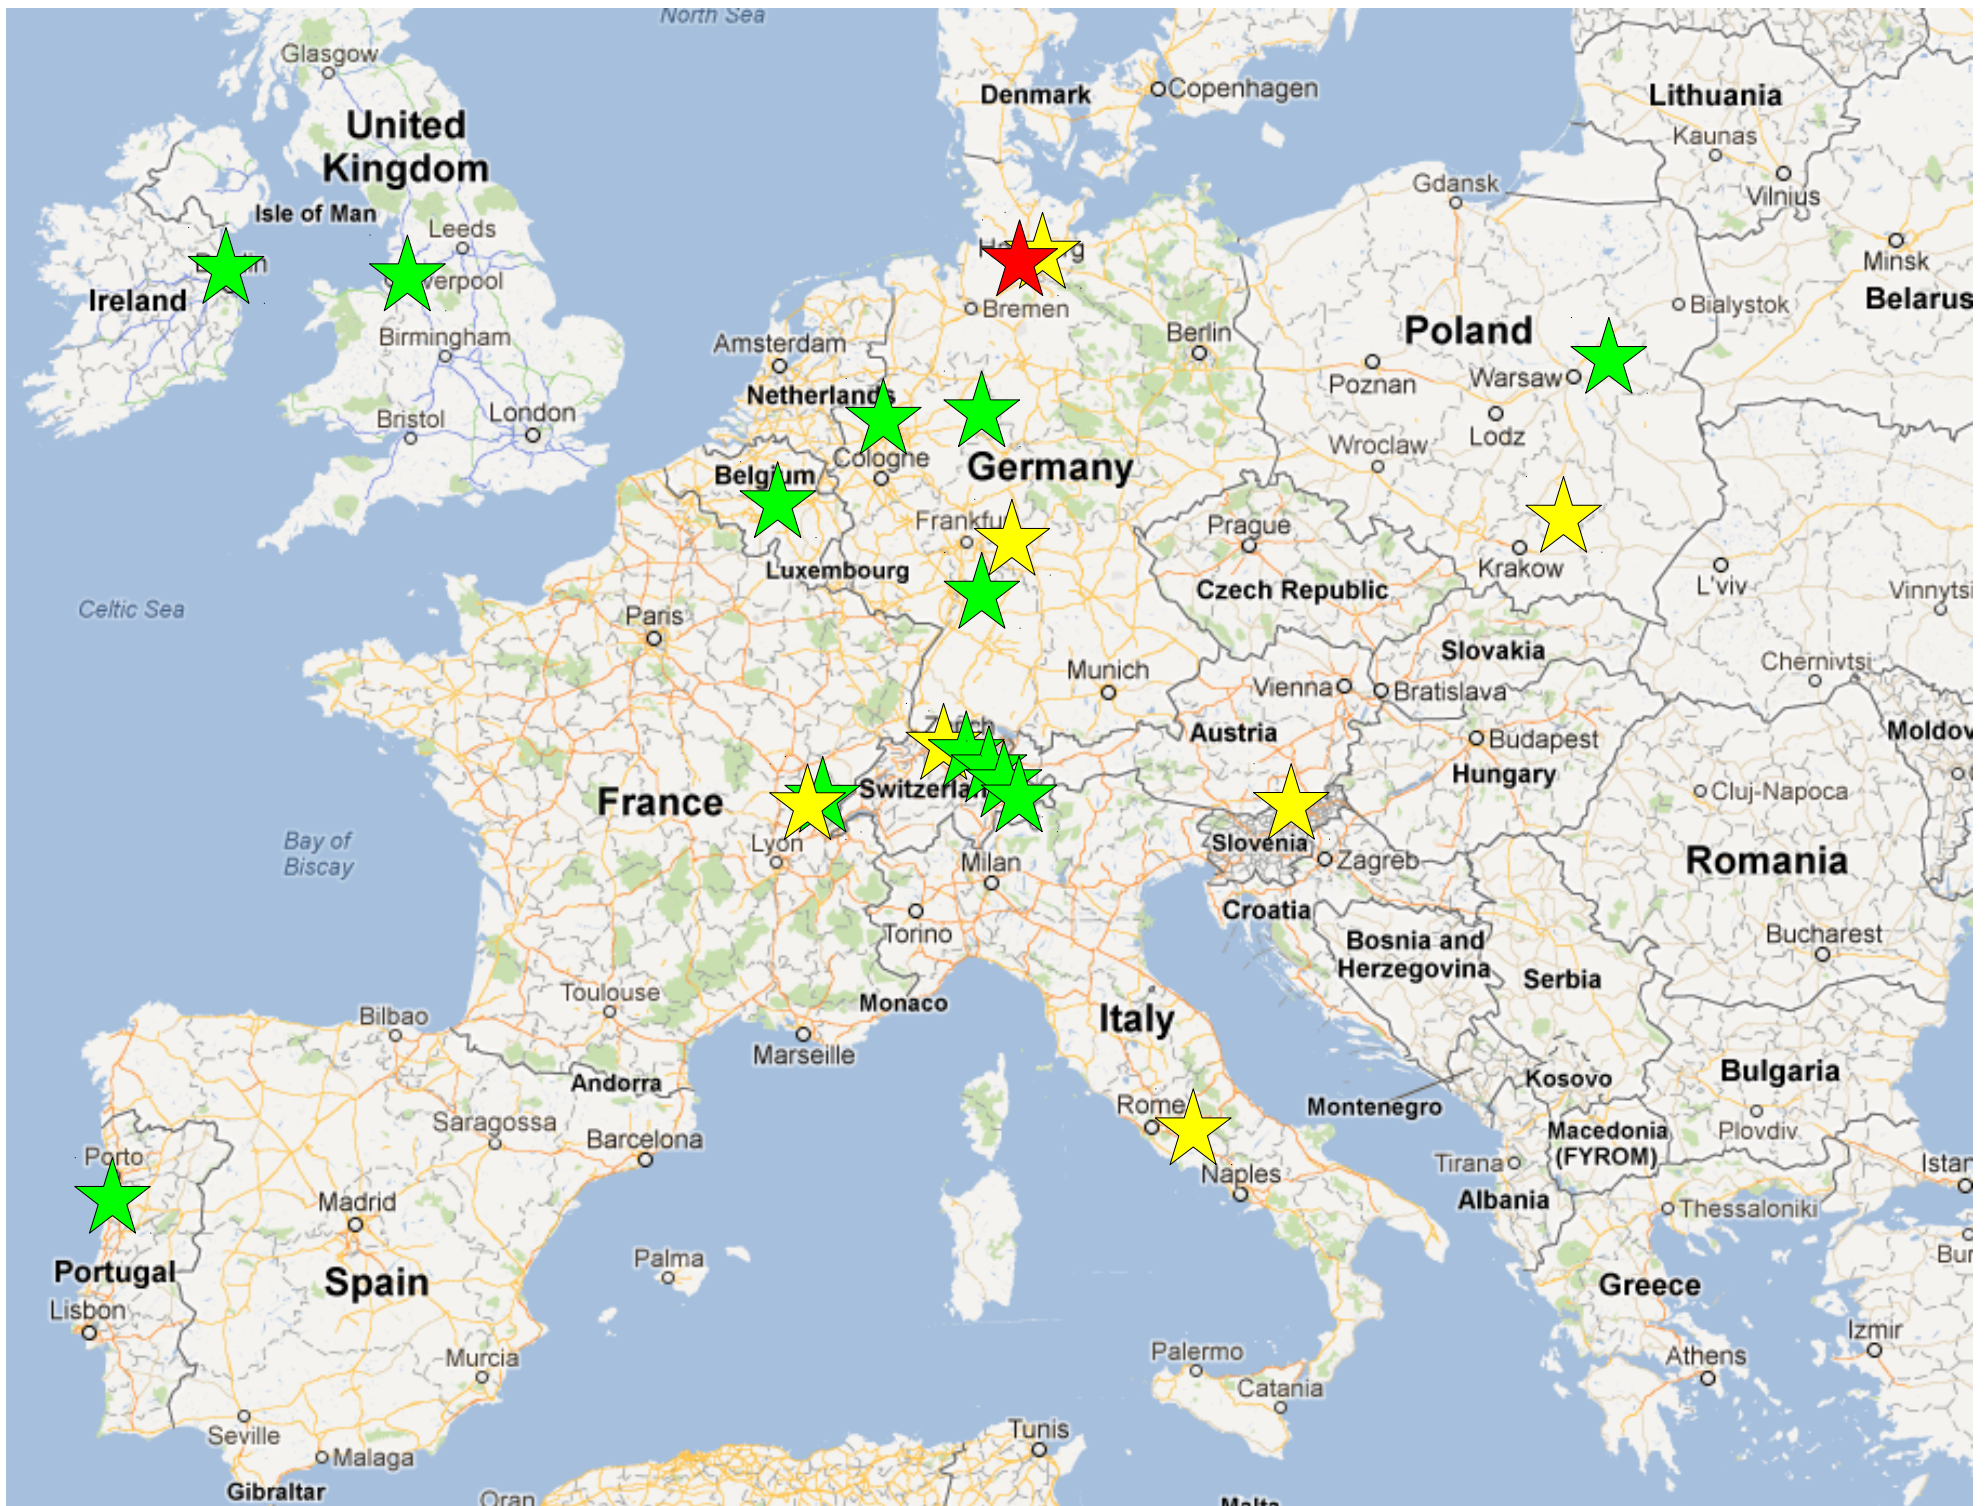 North Sea
Glasgow
Denmark
Copenhagen
Lithuania
United
Kingdom
Kaunas
Vilnius
Gdansk
Isle of Man
Leeds
Minsk
Belarus
Ireland
Bremen
Bialystok
Birmingham
Amsterdam
Berlin
Poland
Poznan
Warsaw
Netherlands
Bristol
London
Lodz
Wroclaw
Cologne
Germany
Belgium
Prague
Krakow
L'viv
Luxembourg
Czech Republic
Celtic Sea
Paris
Slovakia
Chernivtsi
Munich
Vienna
Bratislava
Austria
Budapest
Hungary
France
Cluj-Napoca
Bay of
Biscay
Lyon
Slovenia
Zagreb
Milan
Romania
Croatia
Torino
Bosnia and
Herzegovina
Bucharest
Serbia
Toulouse
Monaco
Italy
Bilbao
Marseille
Andorra
Kosovo
Bulgaria
Montenegro
Rome
Saragossa
Barcelona
Macedonia
(FYROM)
Plovdiv
Porto
Tirana
Naples
Madrid
Albania
Thessaloniki
Palma
Portugal
Spain
Greece
Lisbon
Izmir
Murcia
Palermo
Athens
Catania
Seville
Malaga
Tunis
Gibraltar